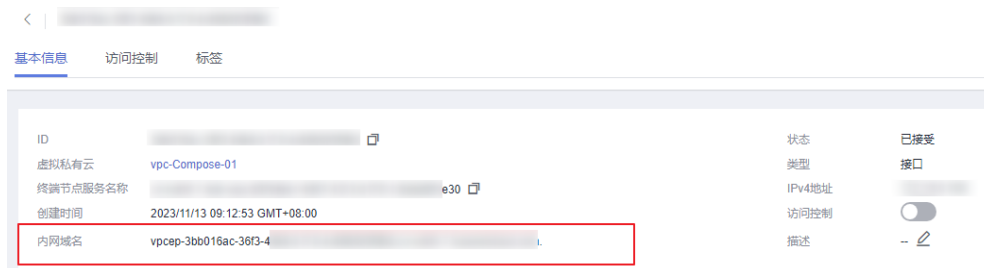 基本信息 访问控制 标签
ID 状态 已接受
虚拟私有云 vpc-Compose-01 类型 接口
终端节点服务名称 e30 IPv4地址
创建时间 2023/11/13 09:12:53 GMT+08:00 访问控制
内网域名 vpcep-3bb016ac-36f3-4 描述 --